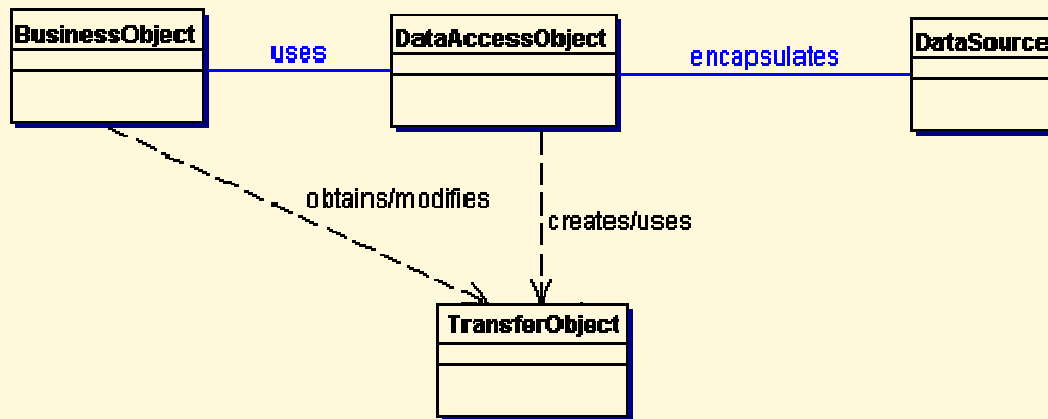 BusinessObject
uses
DataAccessObject
encapsulates
DataSource
obtains/modifies
creates/uses
TransferObject